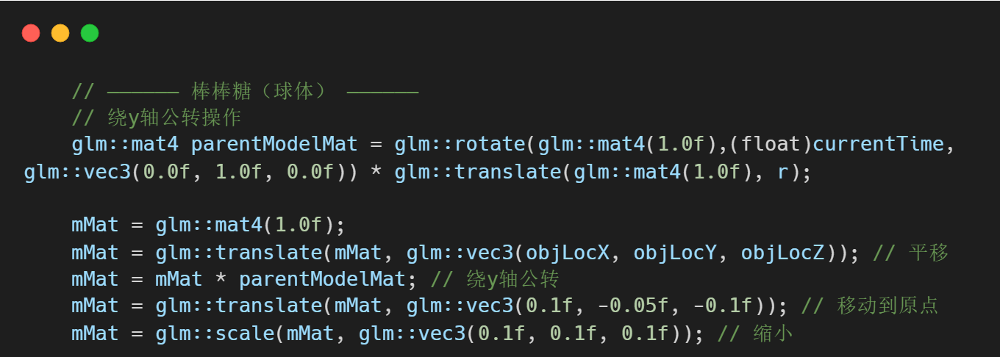 // —————— 棒棒糖（球体） ——————
// 绕y轴公转操作
glm::mat4 parentModelMat = glm::rotate(glm::mat4(1.0f),(float)currentTime,
glm::vec3(0.0f, 1.0f, 0.0f)) * glm::translate(glm::mat4(1.0f), r);
mMat = glm::mat4(1.0f);
mMat = glm::translate(mMat, glm::vec3(objLocX, objLocY, objLocZ)); // 平移
mMat = mMat * parentModelMat; // 绕y轴公转
mMat = glm::translate(mMat, glm::vec3(0.1f, -0.05f, -0.1f)); // 移动到原点
mMat = glm::scale(mMat, glm::vec3(0.1f, 0.1f, 0.1f)); // 缩小